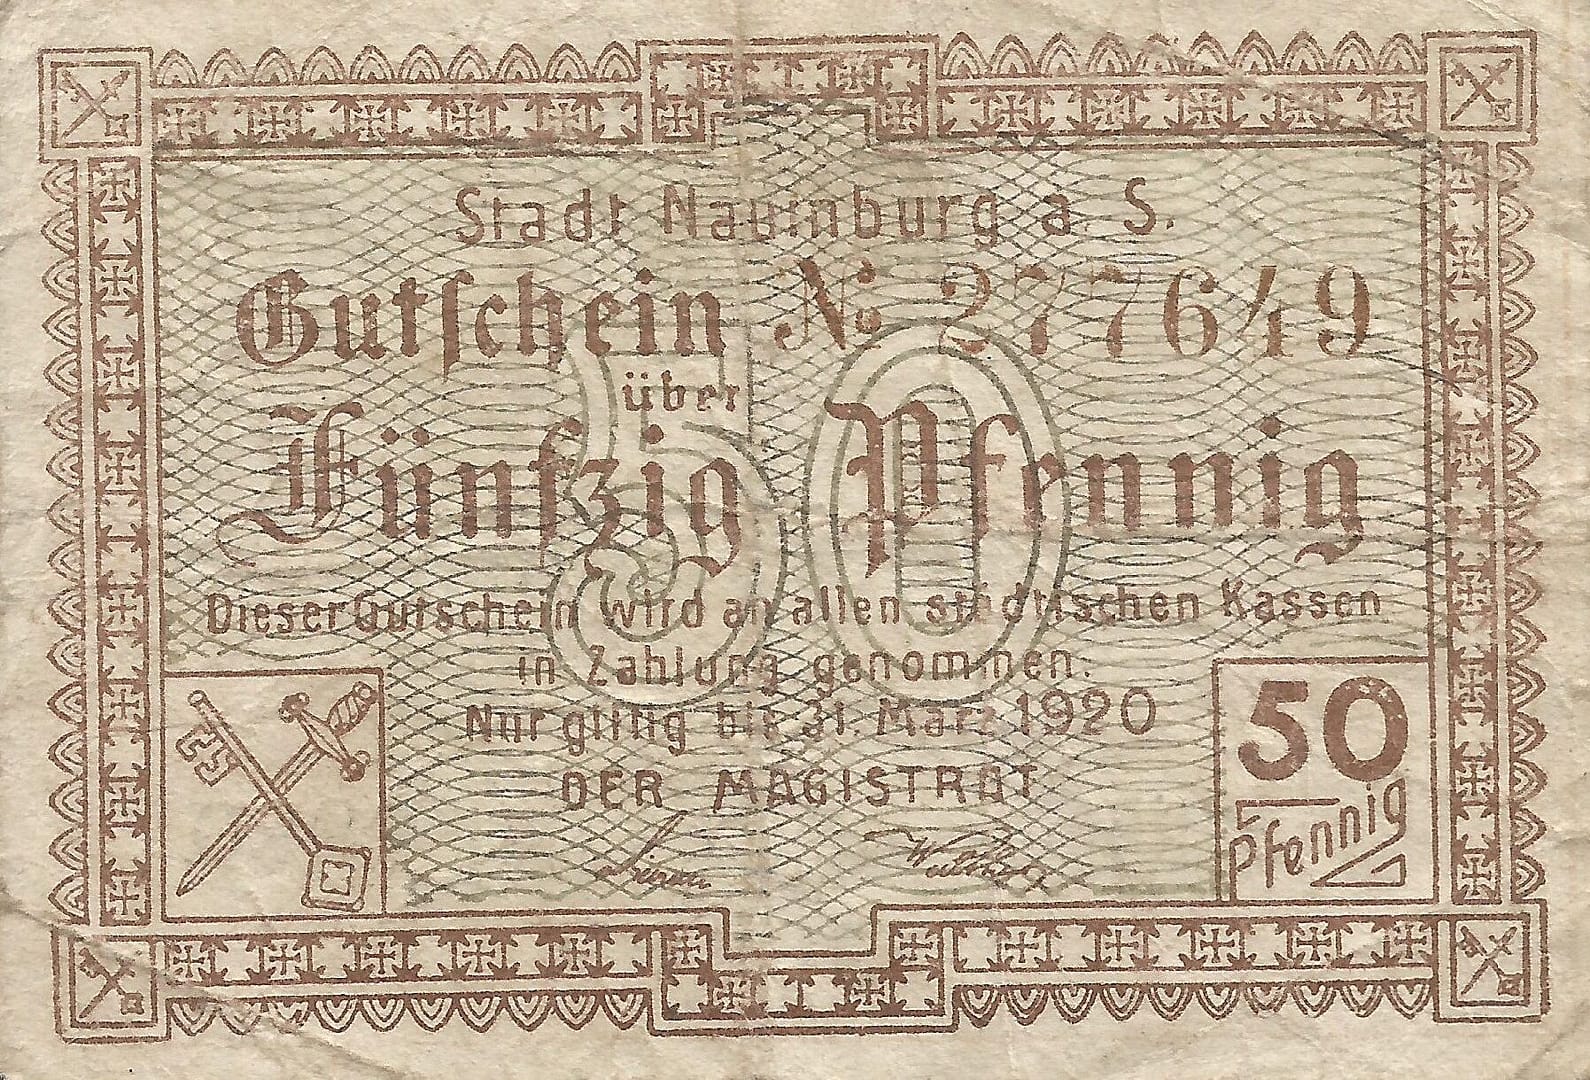 Stadt Naumburg a. S.
Gutschein No 277649
über
Fünfzig Pfennig
Dieser Gutschein wird an allen städtischen Kassen
in Zahlung genommen.
Nur gültig bis 31. März 1920
DER MAGISTRAT
50
Pfennig
50